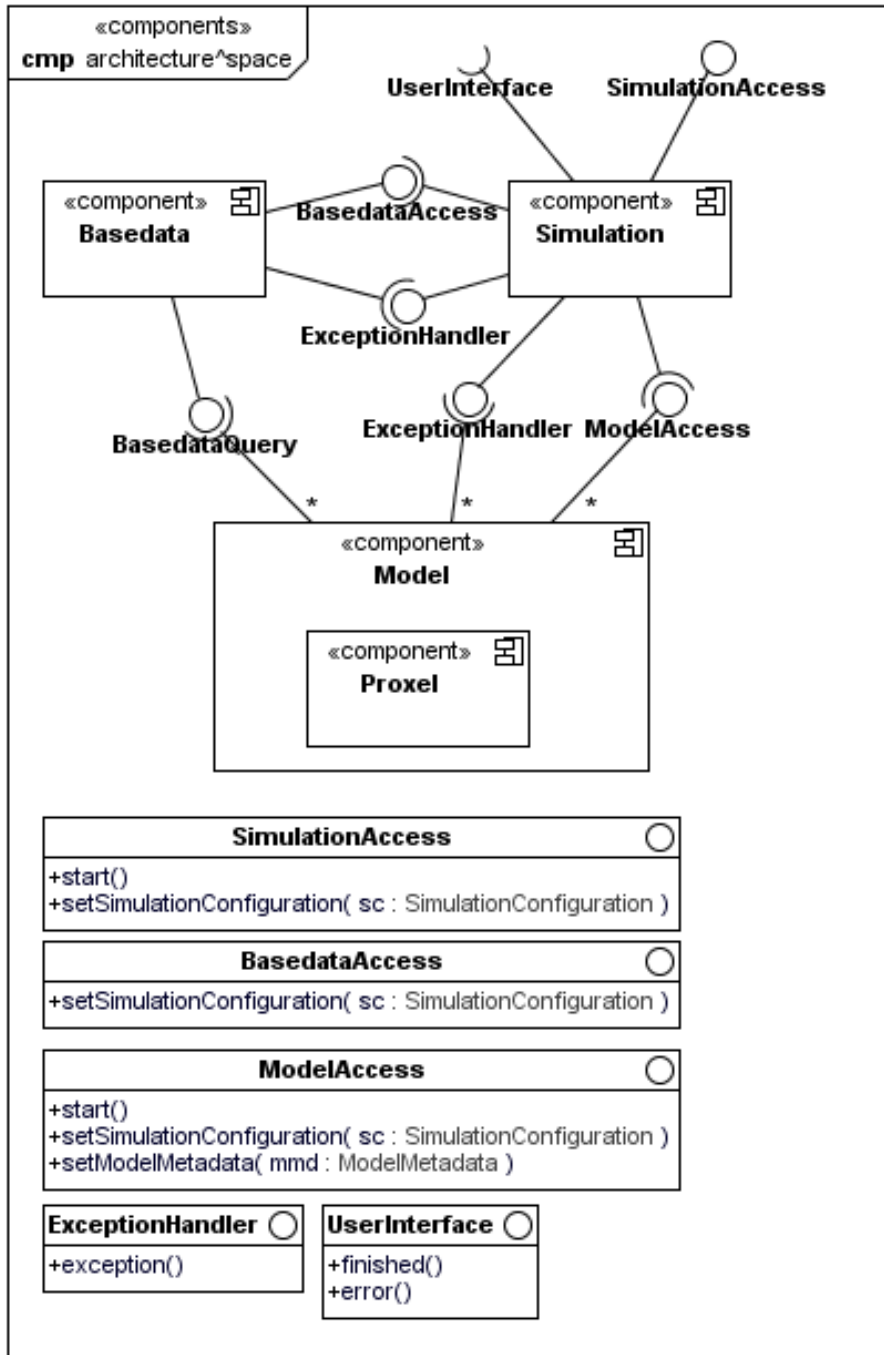 «components»
cmp architecture^space
UserInterface
SimulationAccess
«component»
Basedata
BasedataAccess
«component»
Simulation
ExceptionHandler
BasedataQuery
ExceptionHandler
ModelAccess
*
*
*
«component»
Model
«component»
Proxel
SimulationAccess
+start()
+setSimulationConfiguration( sc : SimulationConfiguration )
BasedataAccess
+setSimulationConfiguration( sc : SimulationConfiguration )
ModelAccess
+start()
+setSimulationConfiguration( sc : SimulationConfiguration )
+setModelMetadata( mmd : ModelMetadata )
ExceptionHandler
+exception()
UserInterface
+finished()
+error()